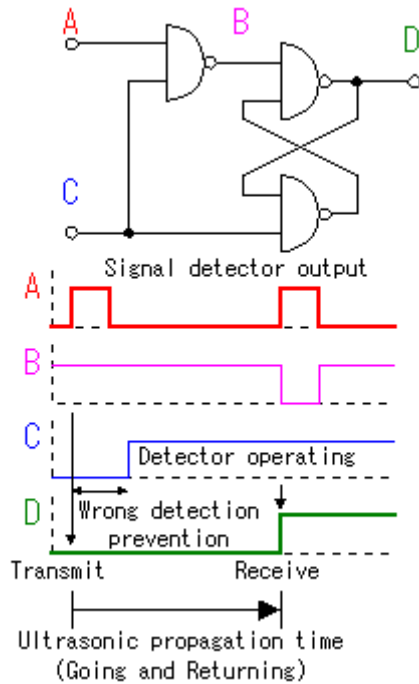 A
B
D
C
Signal detector output
A
B
C
Detector operating
D
Wrong detection
prevention
Transmit
Receive
Ultrasonic propagation time
(Going and Returning)